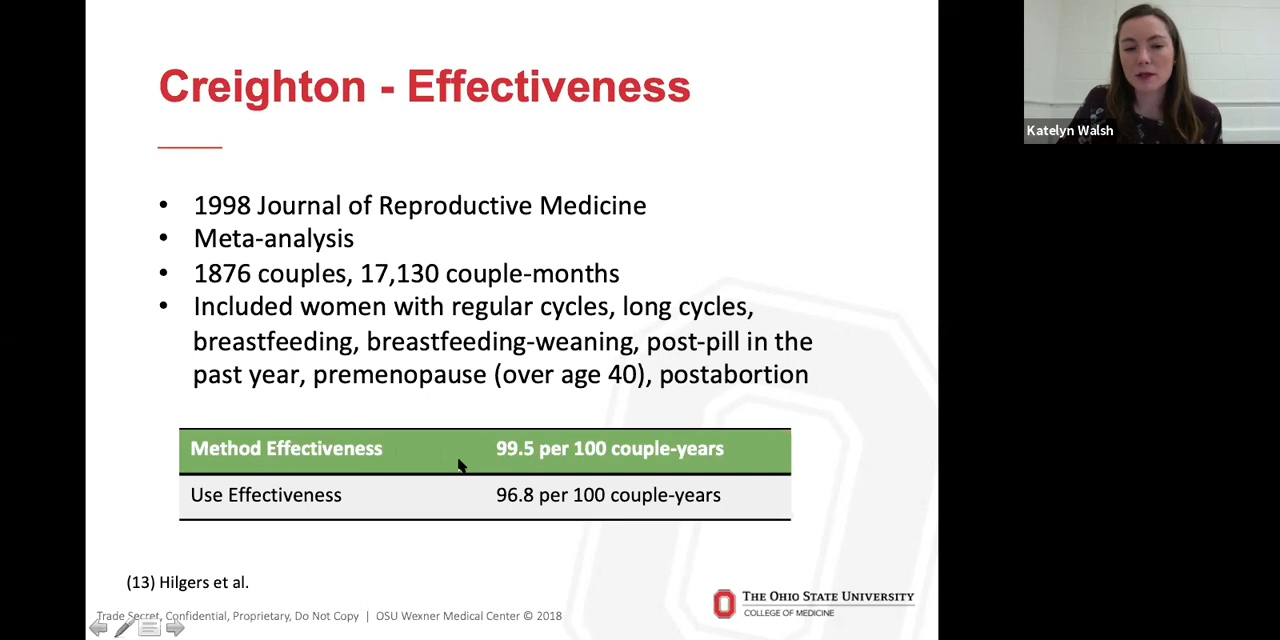 Creighton - Effectiveness
Katelyn Walsh
• 1998 Journal of Reproductive Medicine
• Meta-analysis
• 1876 couples, 17,130 couple-months
• Included women with regular cycles, long cycles,
breastfeeding, breastfeeding-weaning, post-pill in the
past year, premenopause (over age 40), postabortion
Method Effectiveness 99.5 per 100 couple-years
Use Effectiveness 96.8 per 100 couple-years
(13) Hilgers et al.
Trade Secret, Confidential, Proprietary, Do Not Copy | OSU Wexner Medical Center © 2018
THE OHIO STATE UNIVERSITY
COLLEGE OF MEDICINE